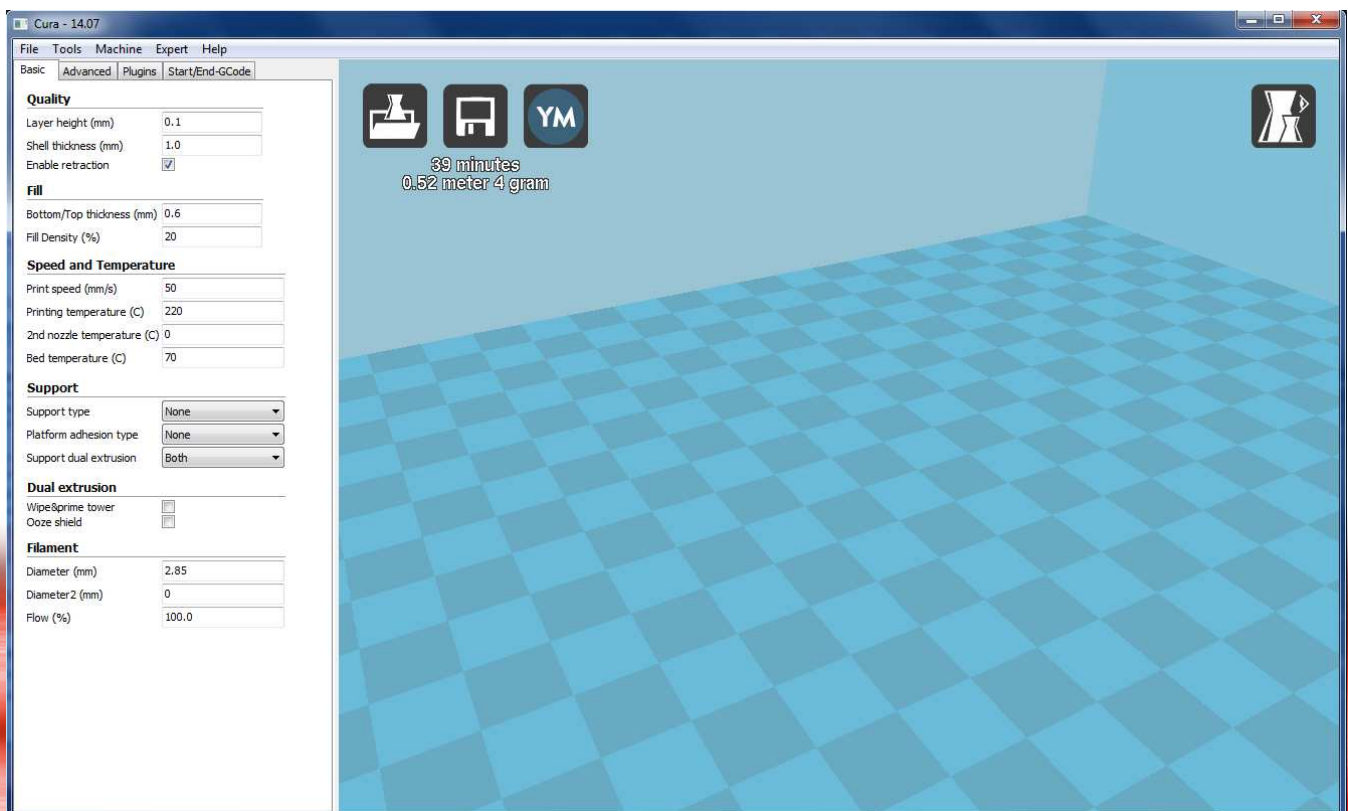 Cura - 14.07
File Tools Machine Expert Help
Basic Advanced Plugins Start/End-GCode
Quality
Layer height (mm) 0.1
Shell thickness (mm) 1.0
Enable retraction
Fill
Bottom/Top thickness (mm) 0.6
Fill Density (%) 20
Speed and Temperature
Print speed (mm/s) 50
Printing temperature (C) 220
2nd nozzle temperature (C) 0
Bed temperature (C) 70
Support
Support type None
Platform adhesion type None
Support dual extrusion Both
Dual extrusion
Wipe&prime tower
Ooze shield
Filament
Diameter (mm) 2.85
Diameter2 (mm) 0
Flow (%) 100.0
YM
39 minutes
0.52 meter 4 gram